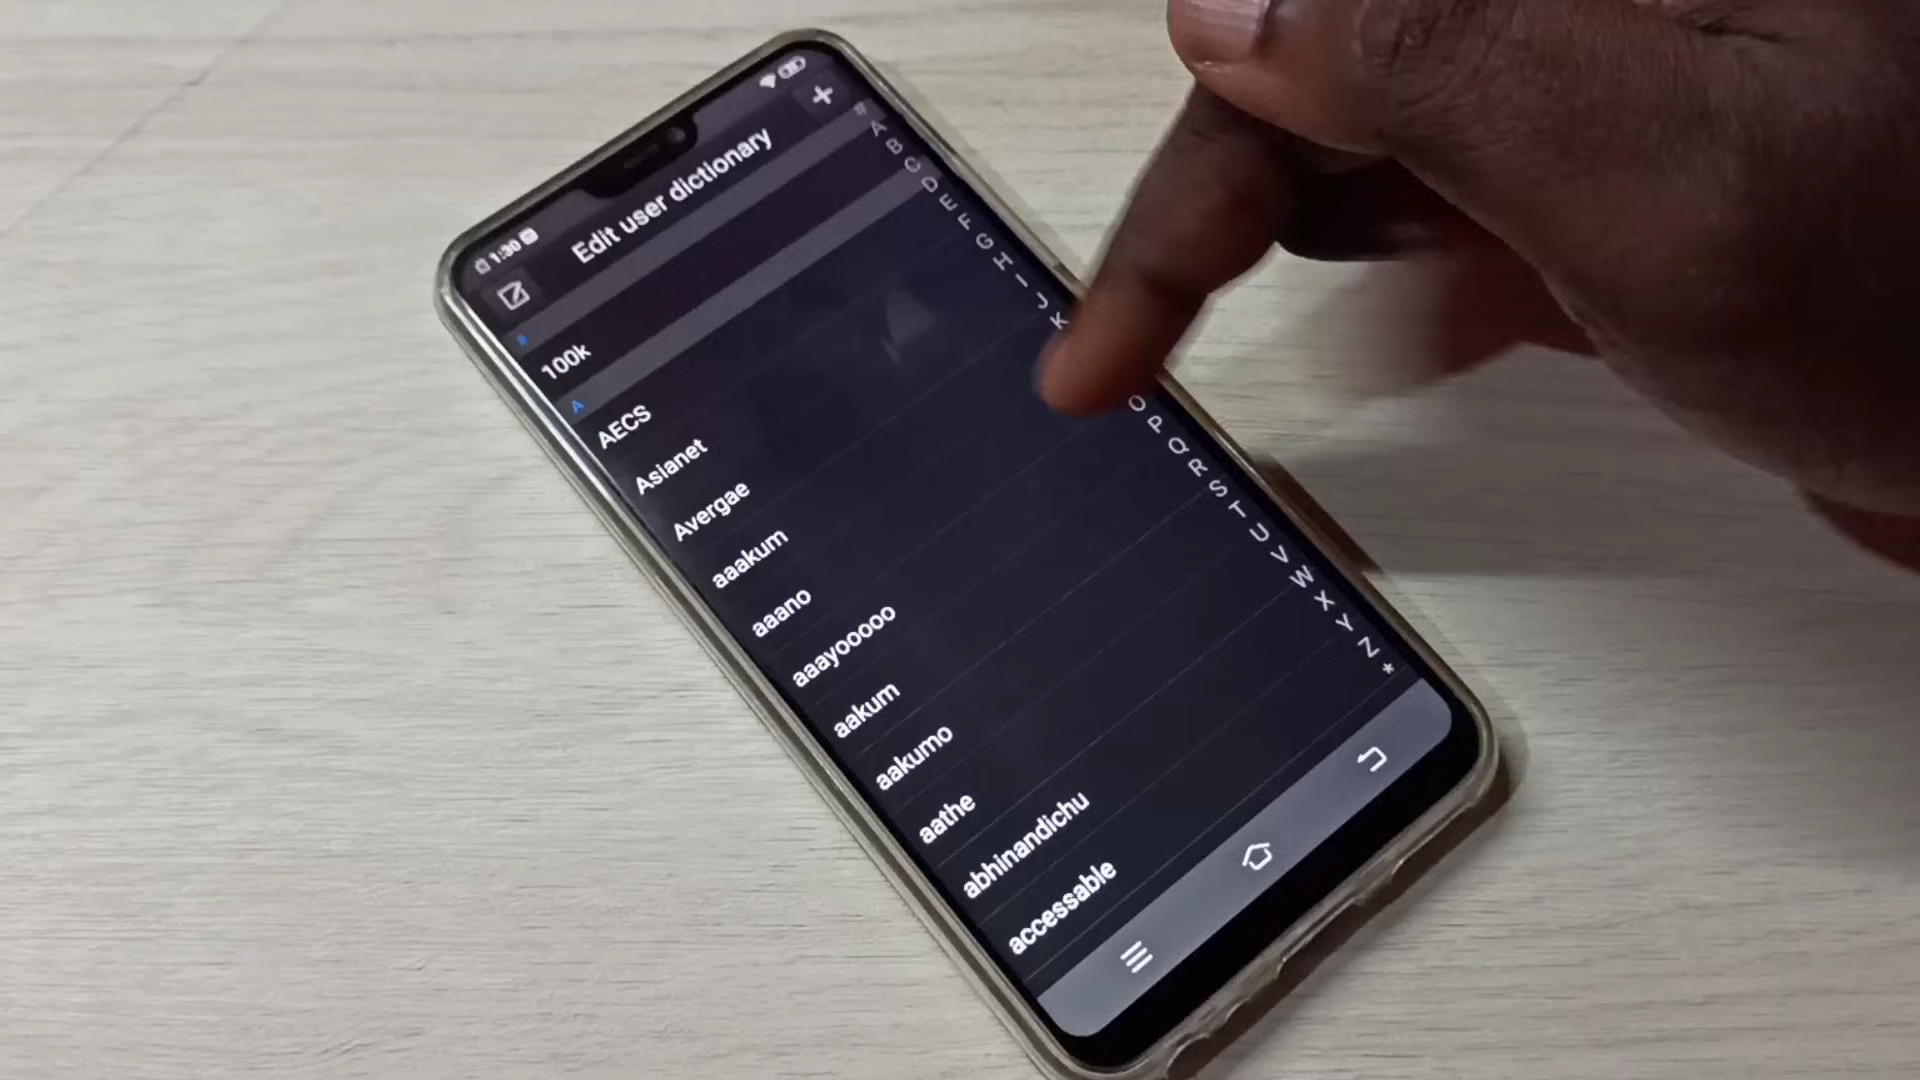 1:30
Edit user dictionary
#
100k
A
AECS
Asianet
Avergae
aaakum
aaano
aaayooooo
aakum
aakumo
aathe
abhinandichu
accessable
#
A
B
C
D
E
F
G
H
I
J
K
O
P
Q
R
S
T
U
V
W
X
Y
Z
*